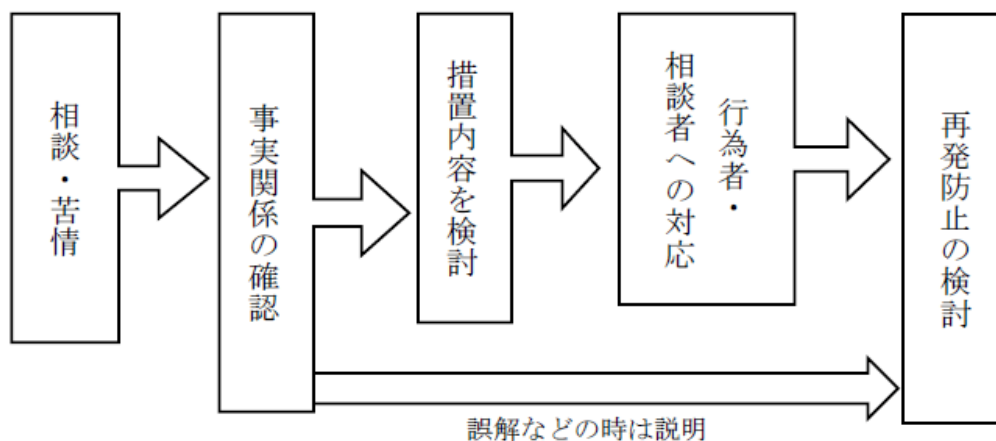 相談・苦情
事実関係の確認
措置内容を検討
行為者・
相談者への対応
再発防止の検討
誤解などの時は説明